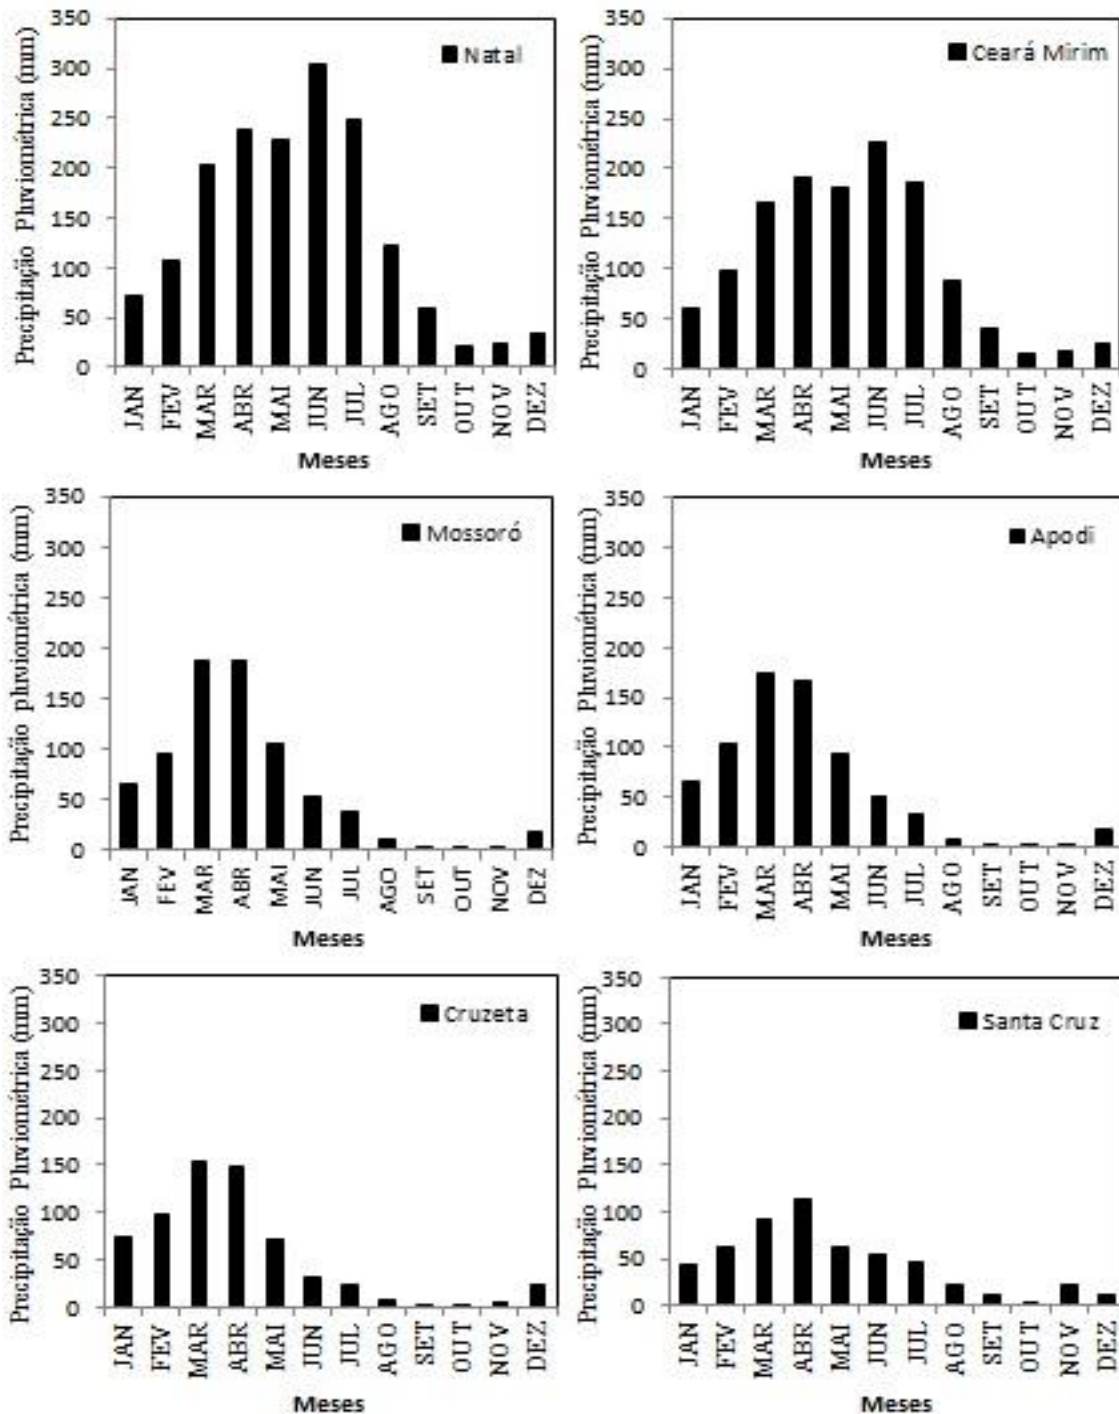 Precipitação Pluviométrica (mm)
350
300
250
200
150
100
50
0
Natal
JAN FEV MAR ABR MAI JUN JUL AGO SET OUT NOV DEZ
Meses
Precipitação Pluviométrica (mm)
350
300
250
200
150
100
50
0
Ceará Mirim
JAN FEV MAR ABR MAI JUN JUL AGO SET OUT NOV DEZ
Meses
Precipitação pluviométrica (mm)
350
300
250
200
150
100
50
0
Mossoró
JAN FEV MAR ABR MAI JUN JUL AGO SET OUT NOV DEZ
Meses
Precipitação Pluviométrica (mm)
350
300
250
200
150
100
50
0
Apodi
JAN FEV MAR ABR MAI JUN JUL AGO SET OUT NOV DEZ
Meses
Precipitação Pluviométrica (mm)
350
300
250
200
150
100
50
0
Cruzeta
JAN FEV MAR ABR MAI JUN JUL AGO SET OUT NOV DEZ
Meses
Precipitação Pluviométrica (mm)
350
300
250
200
150
100
50
0
Santa Cruz
JAN FEV MAR ABR MAI JUN JUL AGO SET OUT NOV DEZ
Meses